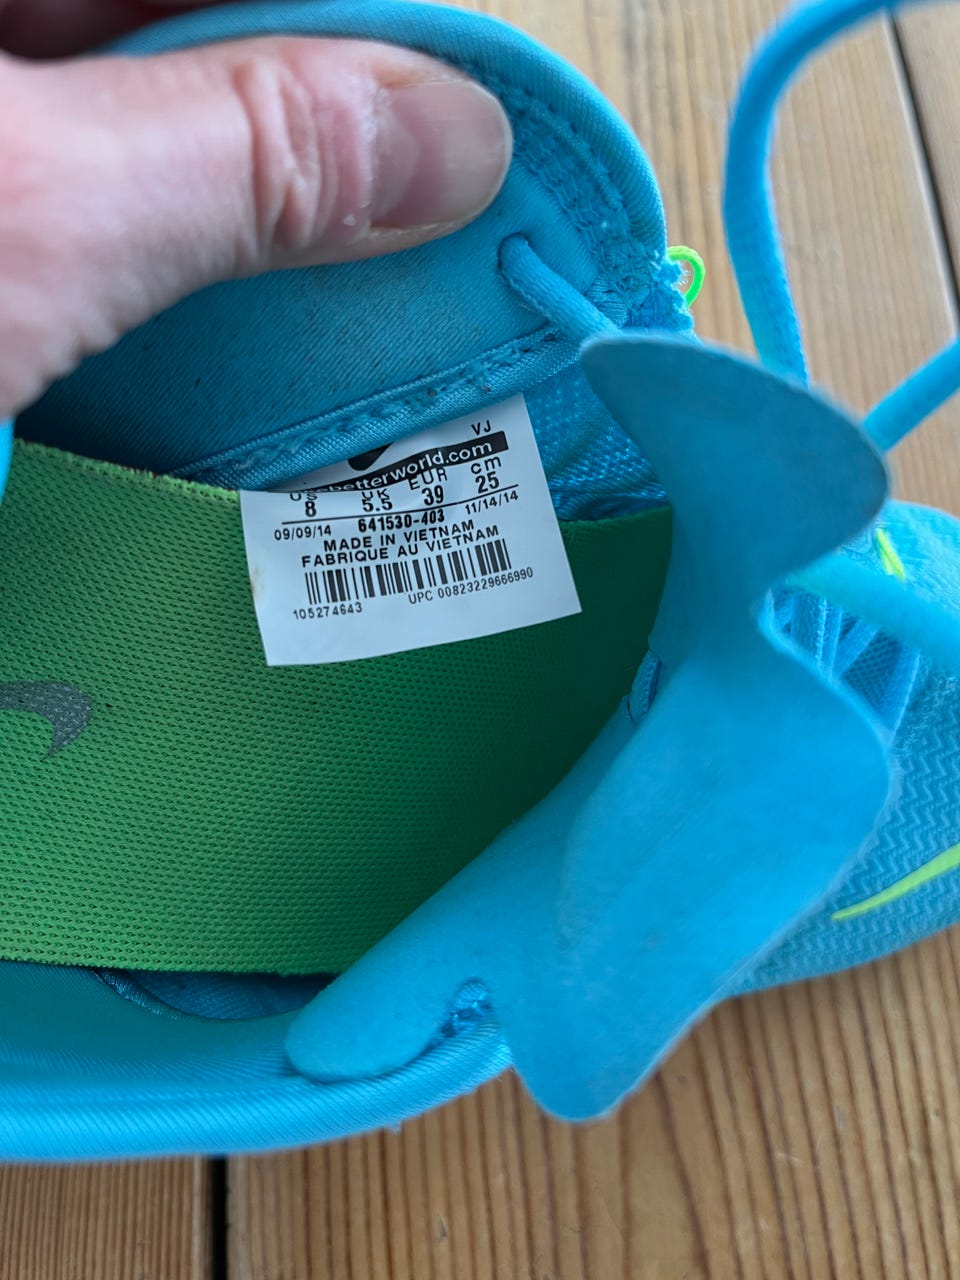 VJ
betterworld.com
US UK EUR cm
8 5.5 39 25
09/09/14 641530-403 11/14/14
MADE IN VIETNAM
FABRIQUE AU VIETNAM
105274643 UPC 00823229666990